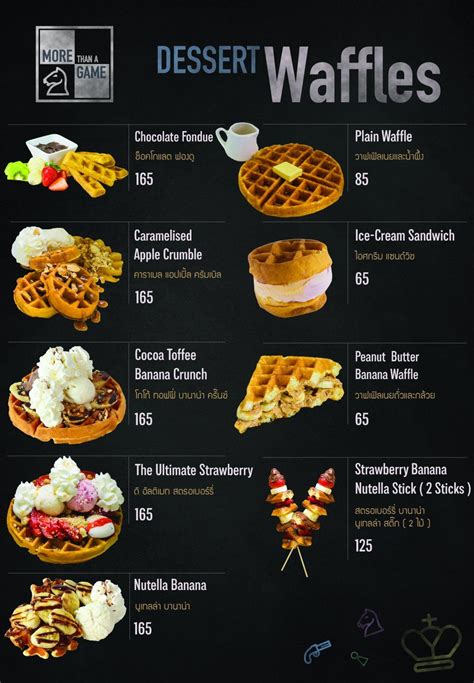 MORE
THAN A
GAME
DESSERT Waffles
Chocolate Fondue
ช็อคโกแลต ฟองดู
165
Caramelised
Apple Crumble
คาราเมล แอปเปิ้ล ครัมเบิล
165
Cocoa Toffee
Banana Crunch
โกโก้ ทอฟฟี่ บานาน่า ครั๊นช์
165
The Ultimate Strawberry
ดิ อัลติเมท สตรอเบอร์รี่
165
Nutella Banana
นูเทลล่า บานาน่า
165
Plain Waffle
วาฟเฟิลเนยและน้ำผึ้ง
85
Ice-Cream Sandwich
ไอศกรีม แซนด์วิช
65
Peanut Butter
Banana Waffle
วาฟเฟิลเนยถั่วและกล้วย
65
Strawberry Banana
Nutella Stick ( 2 Sticks )
สตรอเบอร์รี่ บานาน่า
นูเทลล่า สติ๊ก ( 2 ไม้ )
125